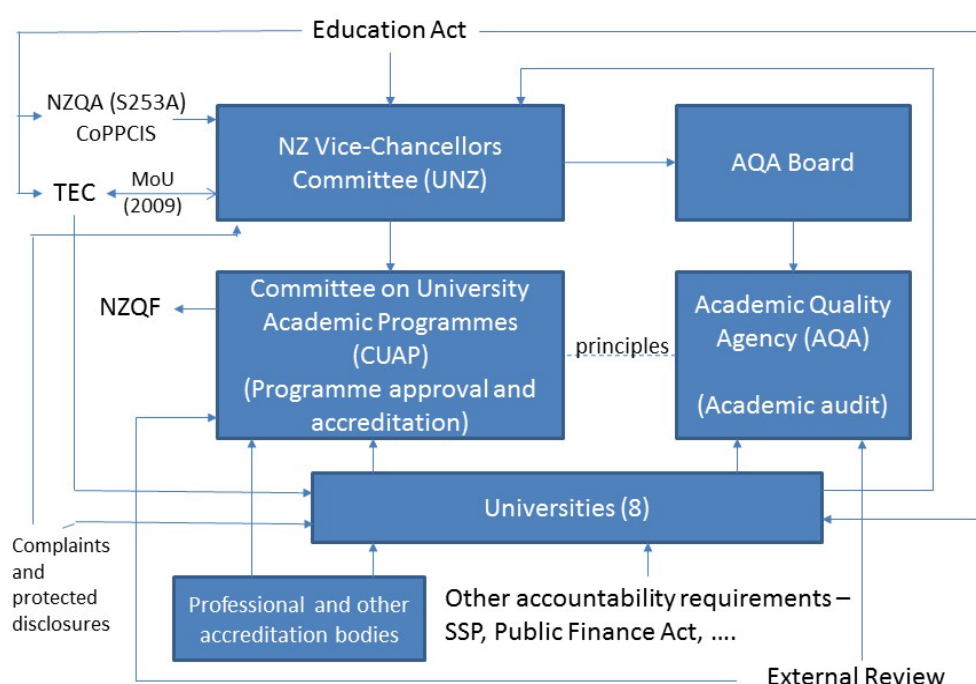 Education Act
NZQA (S253A)
CoPPCIS
NZ Vice-Chancellors
Committee (UNZ)
AQA Board
TEC
MoU
(2009)
NZQF
Committee on University
Academic Programmes
(CUAP)
(Programme approval and
accreditation)
principles
Academic Quality
Agency (AQA)
(Academic audit)
Universities (8)
Complaints
and
protected
disclosures
Professional and other
accreditation bodies
Other accountability requirements –
SSP, Public Finance Act, ....
External Review